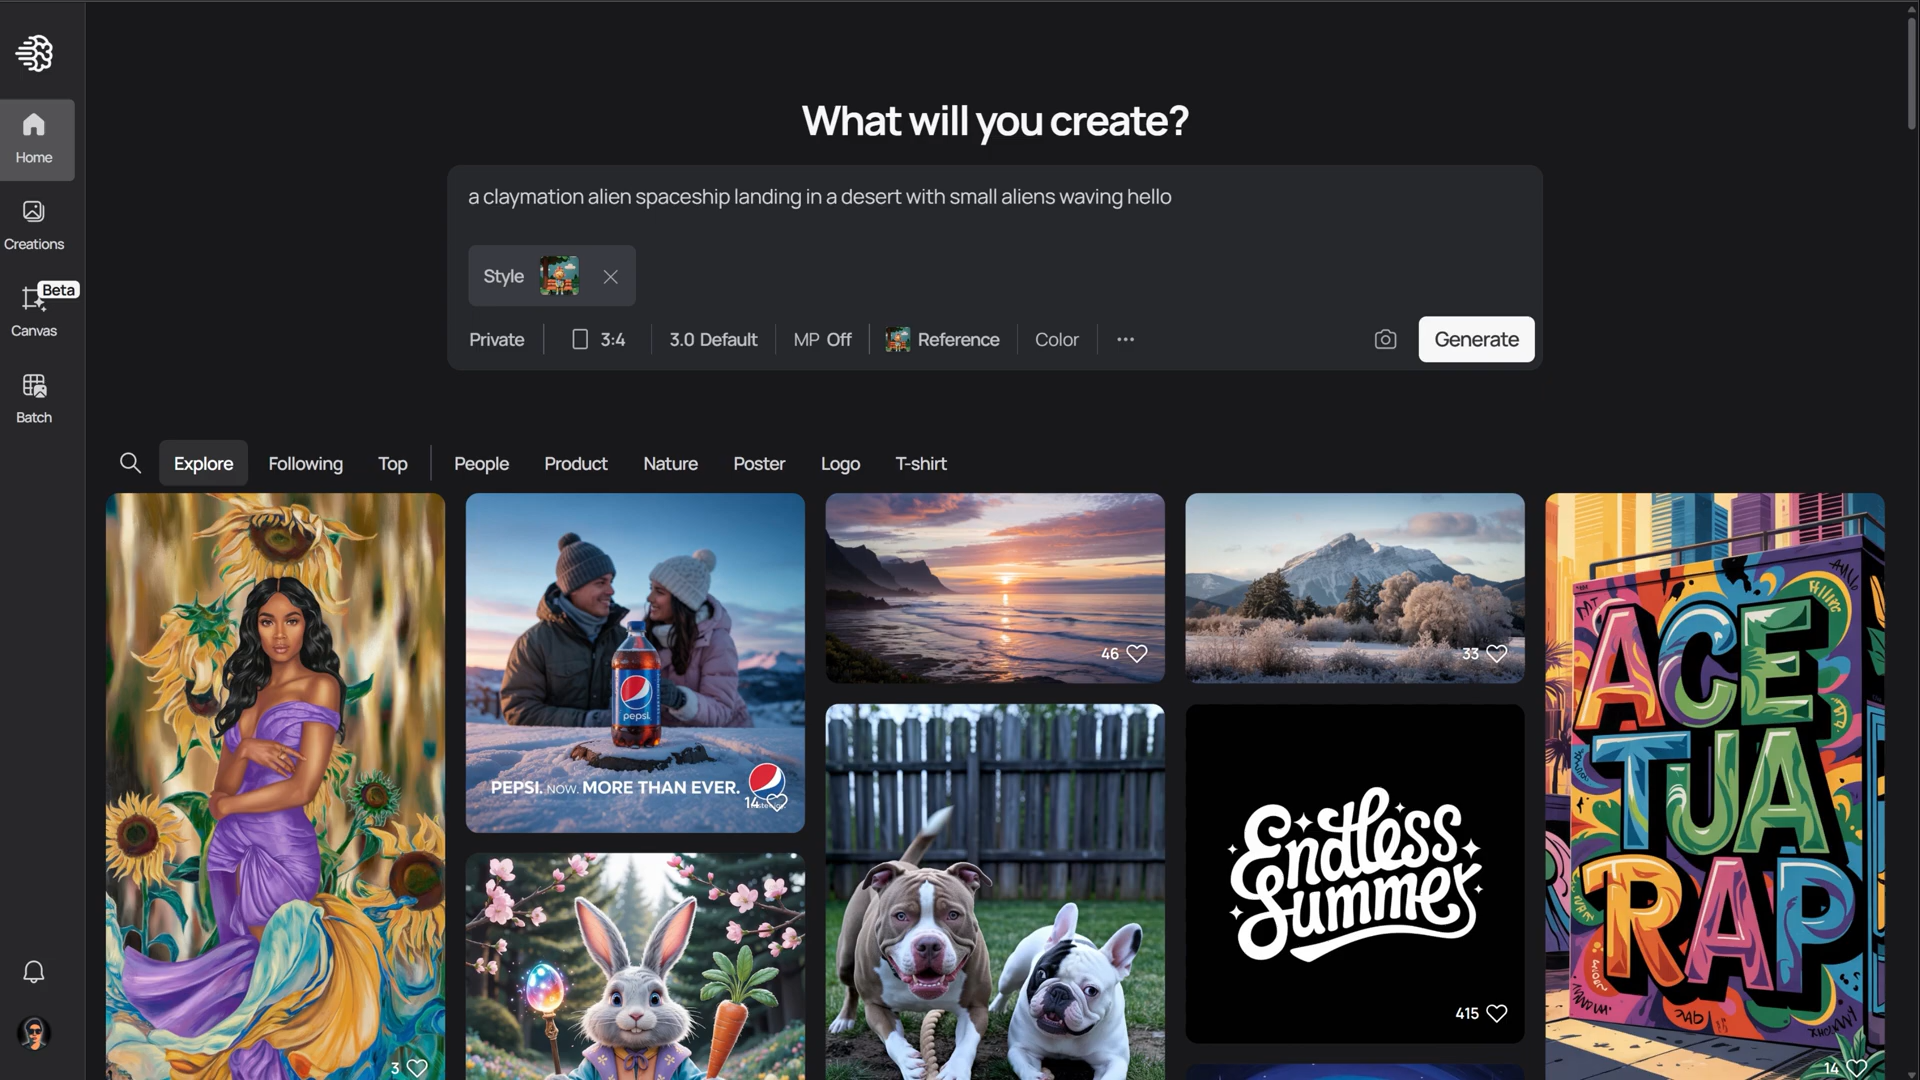 What will you create?
a claymation alien spaceship landing in a desert with small aliens waving hello
Style
Private
3:4
3.0 Default
MP Off
Reference
Color
Generate
Home
Creations
Beta
Canvas
Batch
Explore
Following
Top
People
Product
Nature
Poster
Logo
T-shirt
pepsi
PEPSI. NOW. MORE THAN EVER.
14
46
33
Endless
Summer
415
ACE
TUA
RAP
3
14